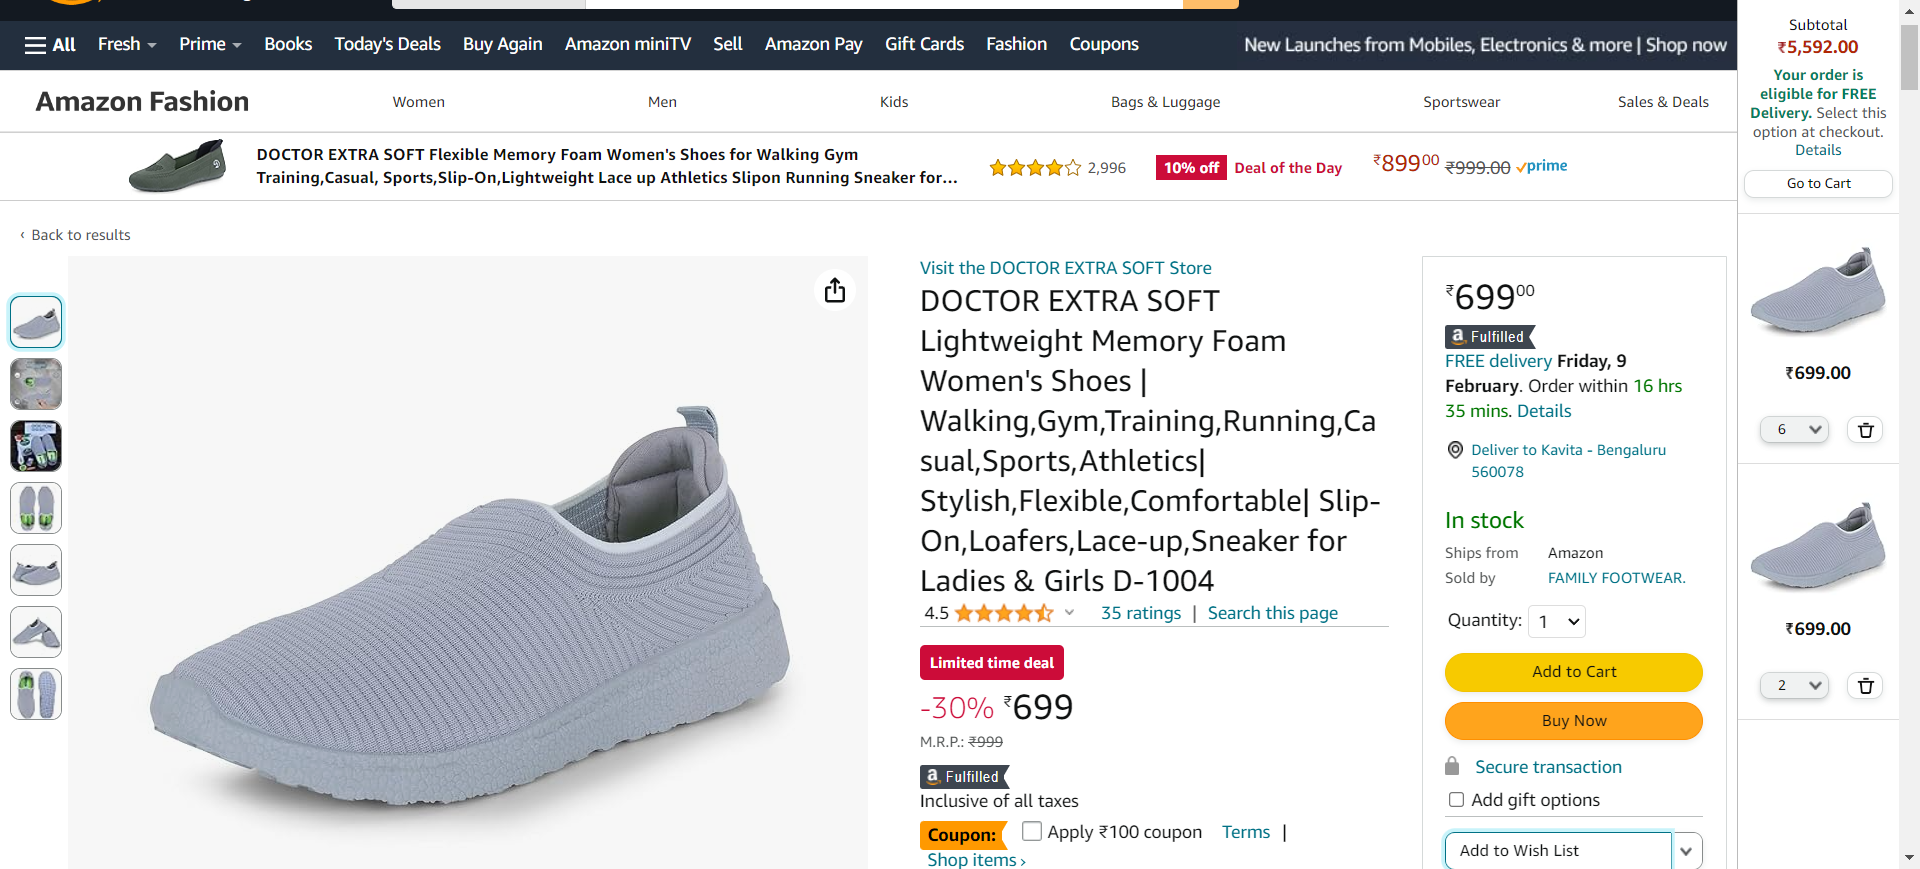 All
Fresh
Prime
Books
Today's Deals
Buy Again
Amazon miniTV
Sell
Amazon Pay
Gift Cards
Fashion
Coupons
New Launches from Mobiles, Electronics & more | Shop now
Amazon Fashion
Women
Men
Kids
Bags & Luggage
Sportswear
Sales & Deals
DOCTOR EXTRA SOFT Flexible Memory Foam Women's Shoes for Walking Gym
Training,Casual, Sports,Slip-On,Lightweight Lace up Athletics Slipon Running Sneaker for...
2,996
10% off
Deal of the Day
₹89900
₹999.00
prime
‹ Back to results
Visit the DOCTOR EXTRA SOFT Store
DOCTOR EXTRA SOFT
Lightweight Memory Foam
Women's Shoes |
Walking,Gym,Training,Running,Ca
sual,Sports,Athletics|
Stylish,Flexible,Comfortable| Slip-
On,Loafers,Lace-up,Sneaker for
Ladies & Girls D-1004
4.5
35 ratings | Search this page
Limited time deal
-30% ₹699
M.R.P.: ₹999
a Fulfilled
Inclusive of all taxes
Coupon: Apply ₹100 coupon Terms |
Shop items ›
₹69900
a Fulfilled
FREE delivery Friday, 9
February. Order within 16 hrs
35 mins. Details
Deliver to Kavita - Bengaluru
560078
In stock
Ships from Amazon
Sold by FAMILY FOOTWEAR.
Quantity: 1
Add to Cart
Buy Now
Secure transaction
Add gift options
Add to Wish List
Subtotal
₹5,592.00
Your order is
eligible for FREE
Delivery. Select this
option at checkout.
Details
Go to Cart
₹699.00
6
₹699.00
2